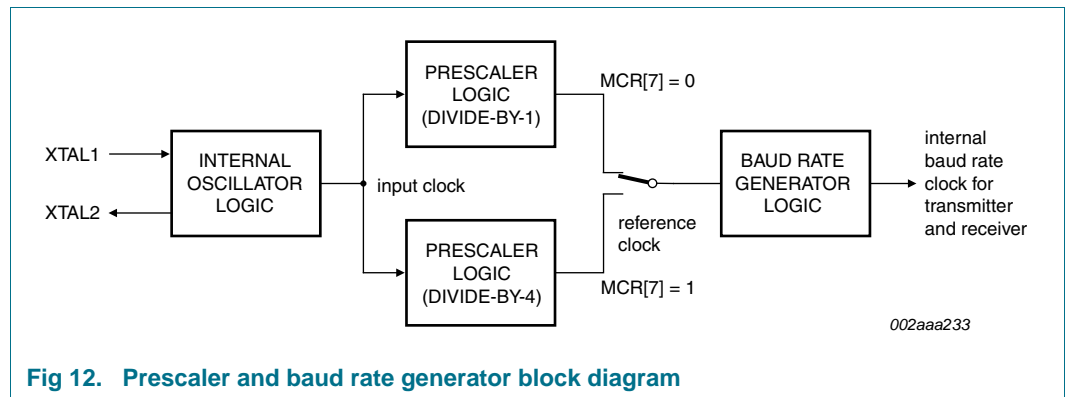 XTAL1
XTAL2
INTERNAL
OSCILLATOR
LOGIC
input clock
PRESCALER
LOGIC
(DIVIDE-BY-1)
MCR[7] = 0
PRESCALER
LOGIC
(DIVIDE-BY-4)
MCR[7] = 1
reference
clock
BAUD RATE
GENERATOR
LOGIC
internal
baud rate
clock for
transmitter
and receiver
002aaa233
Fig 12. Prescaler and baud rate generator block diagram